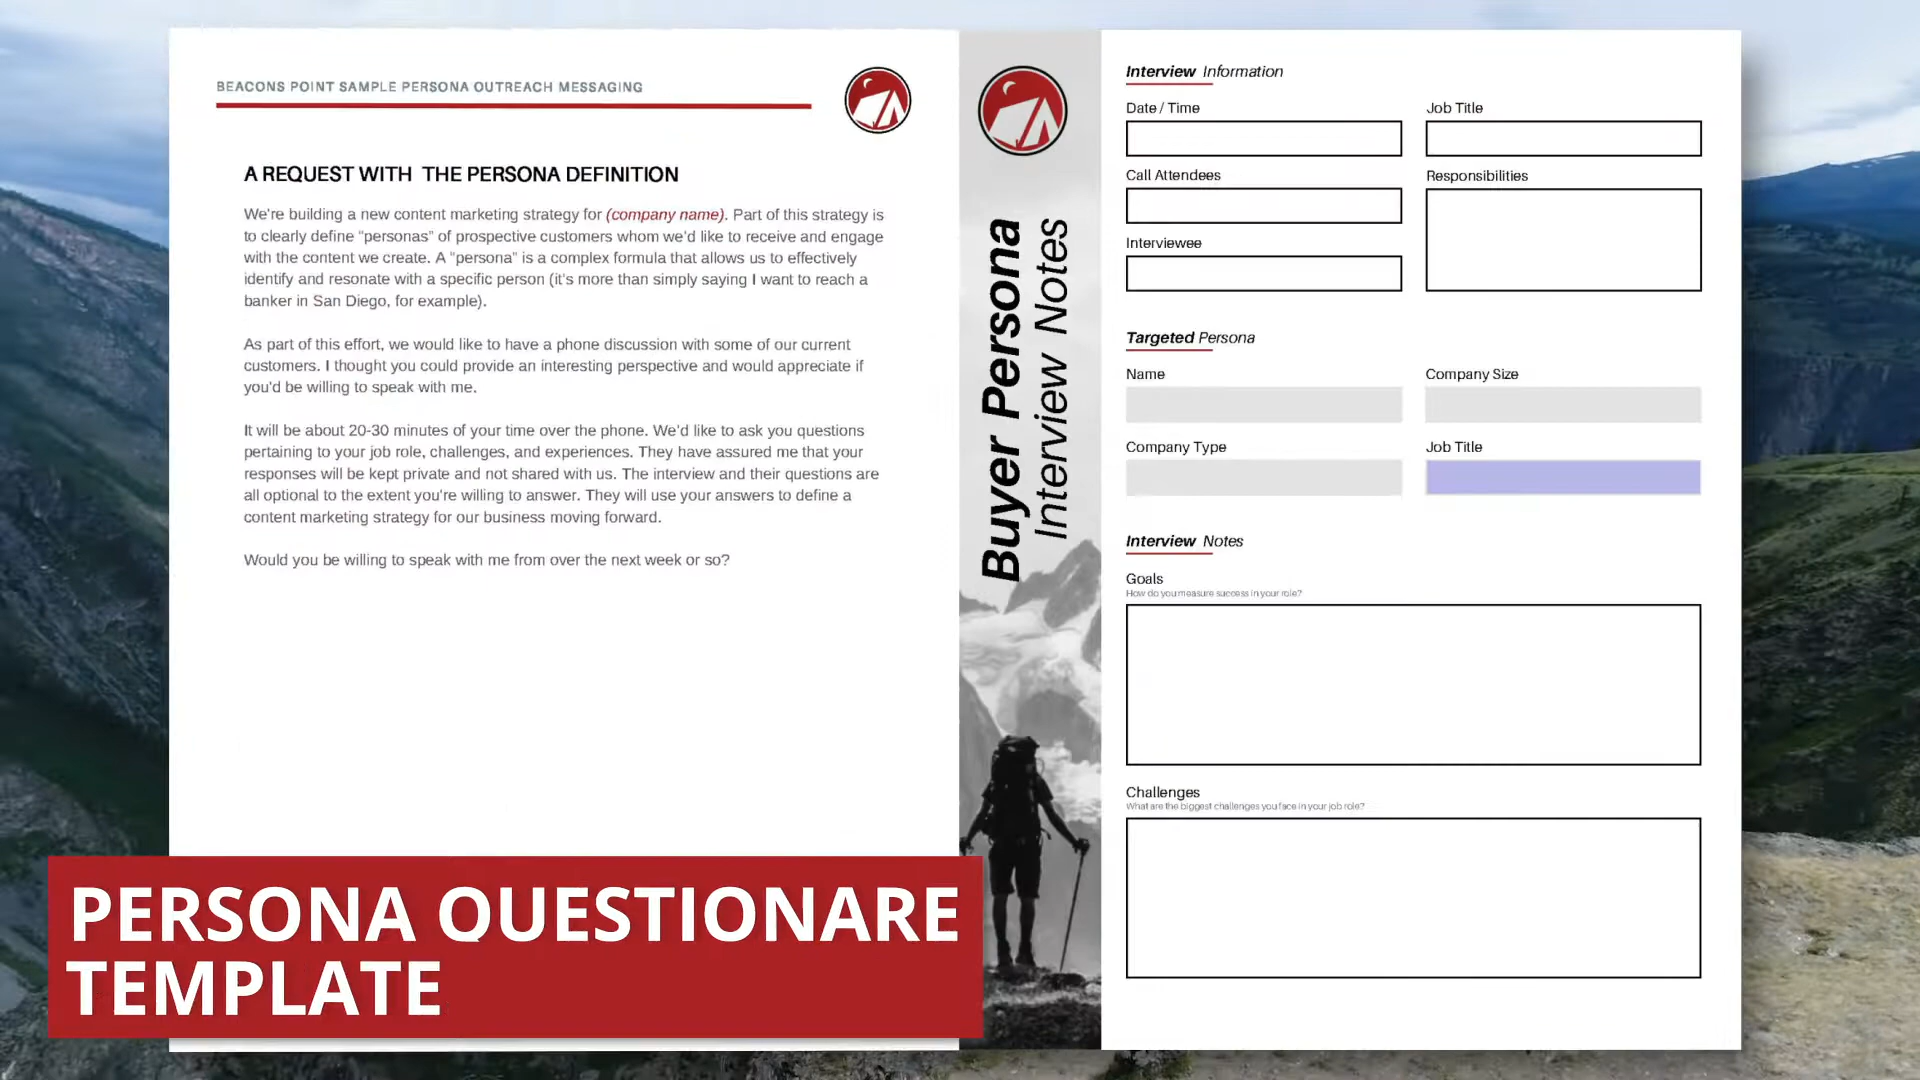 BEACONS POINT SAMPLE PERSONA OUTREACH MESSAGING
A REQUEST WITH THE PERSONA DEFINITION
We're building a new content marketing strategy for (company name). Part of this strategy is
to clearly define "personas" of prospective customers whom we'd like to receive and engage
with the content we create. A "persona" is a complex formula that allows us to effectively
identify and resonate with a specific person (it's more than simply saying I want to reach a
banker in San Diego, for example).
As part of this effort, we would like to have a phone discussion with some of our current
customers. I thought you could provide an interesting perspective and would appreciate if
you'd be willing to speak with me.
It will be about 20-30 minutes of your time over the phone. We'd like to ask you questions
pertaining to your job role, challenges, and experiences. They have assured me that your
responses will be kept private and not shared with us. The interview and their questions are
all optional to the extent you're willing to answer. They will use your answers to define a
content marketing strategy for our business moving forward.
Would you be willing to speak with me from over the next week or so?
PERSONA QUESTIONARE
TEMPLATE
Buyer Persona
Interview Notes
Interview Information
Date / Time
Job Title
Call Attendees
Responsibilities
Interviewee
Targeted Persona
Name
Company Size
Company Type
Job Title
Interview Notes
Goals
How do you measure success in your role?
Challenges
What are the biggest challenges you face in your job role?